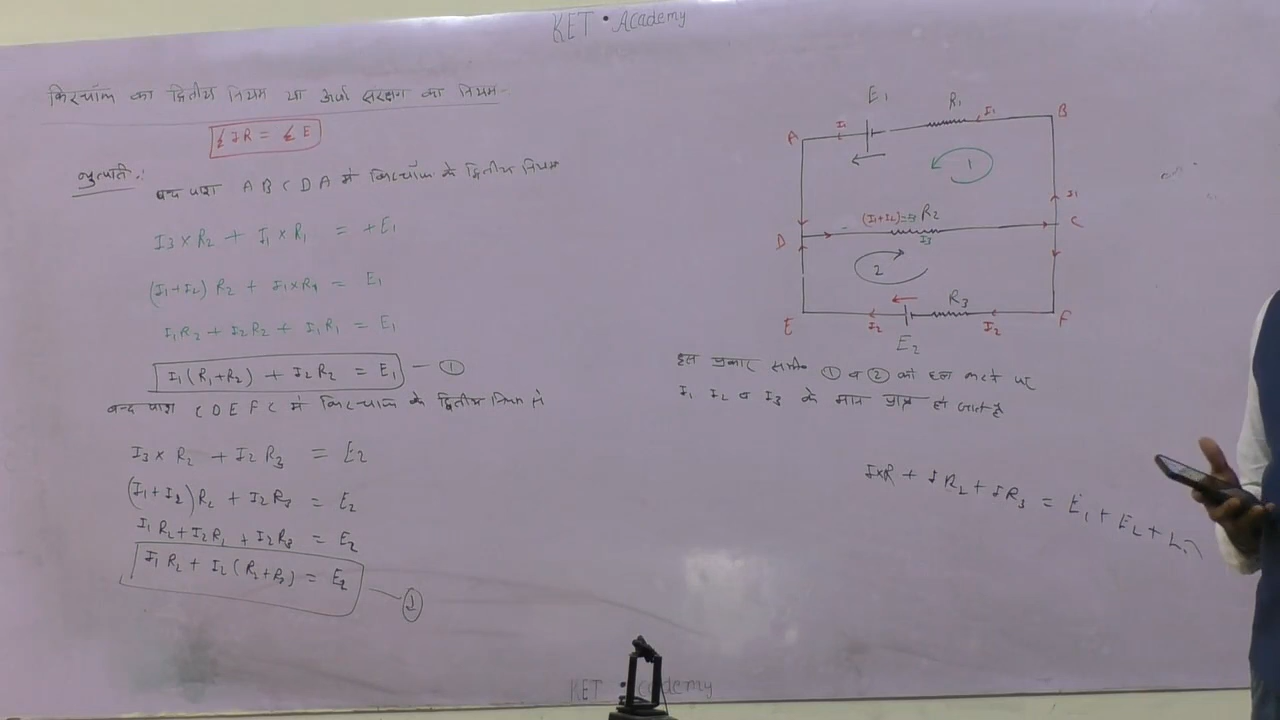 KET • Academy
किरचॉफ का द्वितीय नियम या ऊर्जा संरक्षण का नियम-
ΣIR = ΣE
व्युत्पत्ति:
बन्द पाश A B C D A में किरचॉफ के द्वितीय नियम
I3 × R2 + I1 × R1 = +E1
(I1+I2) R2 + I1×R1 = E1
I1R2 + I2R2 + I1R1 = E1
I1(R1+R2) + I2R2 = E1 — ①
बन्द पाश C D E F C में किरचॉफ के द्वितीय नियम से
I3 × R2 + I2 R3 = E2
(I1+I2)R2 + I2R3 = E2
I1R2+I2R2 + I2R3 = E2
I1R2 + I2(R2+R3) = E2 — ②
E1
R1
A
I1
I1
B
1
I1
(I1+I2)=
R2
I3
D
C
2
R3
E
I2
E2
I2
F
इस प्रकार समी० ① व ② को हल करने पर
I1 I2 व I3 के मान प्राप्त हो जाते है
I×R + IR2 + IR3 = E1 + E2 +
KET • Academy